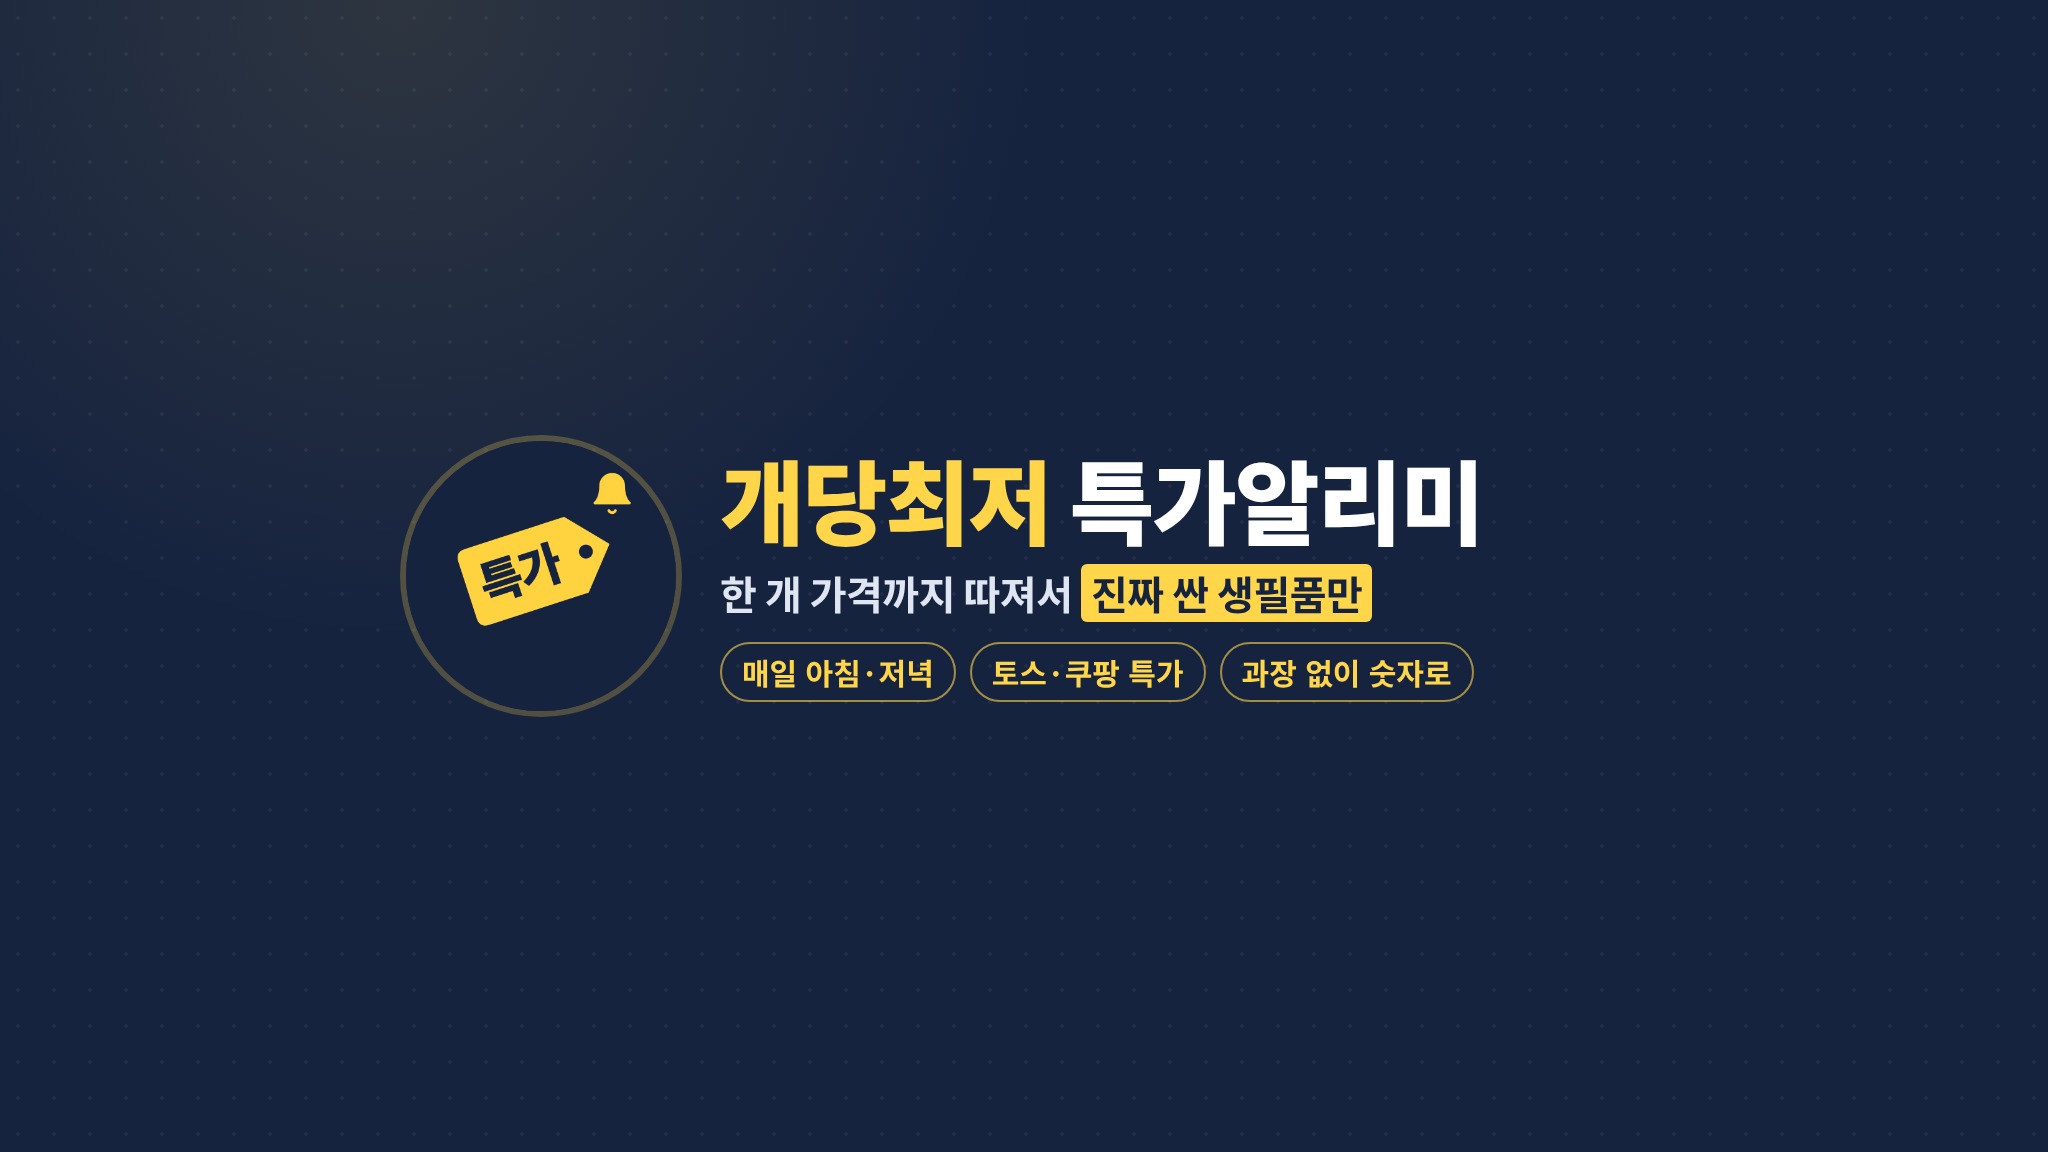 특가
개당최저 특가알리미
한 개 가격까지 따져서 진짜 싼 생필품만
매일 아침·저녁
토스·쿠팡 특가
과장 없이 숫자로